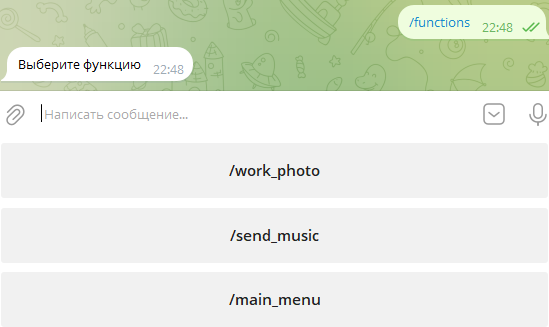 /functions 22:48
Выберите функцию 22:48
Написать сообщение...
/work_photo
/send_music
/main_menu